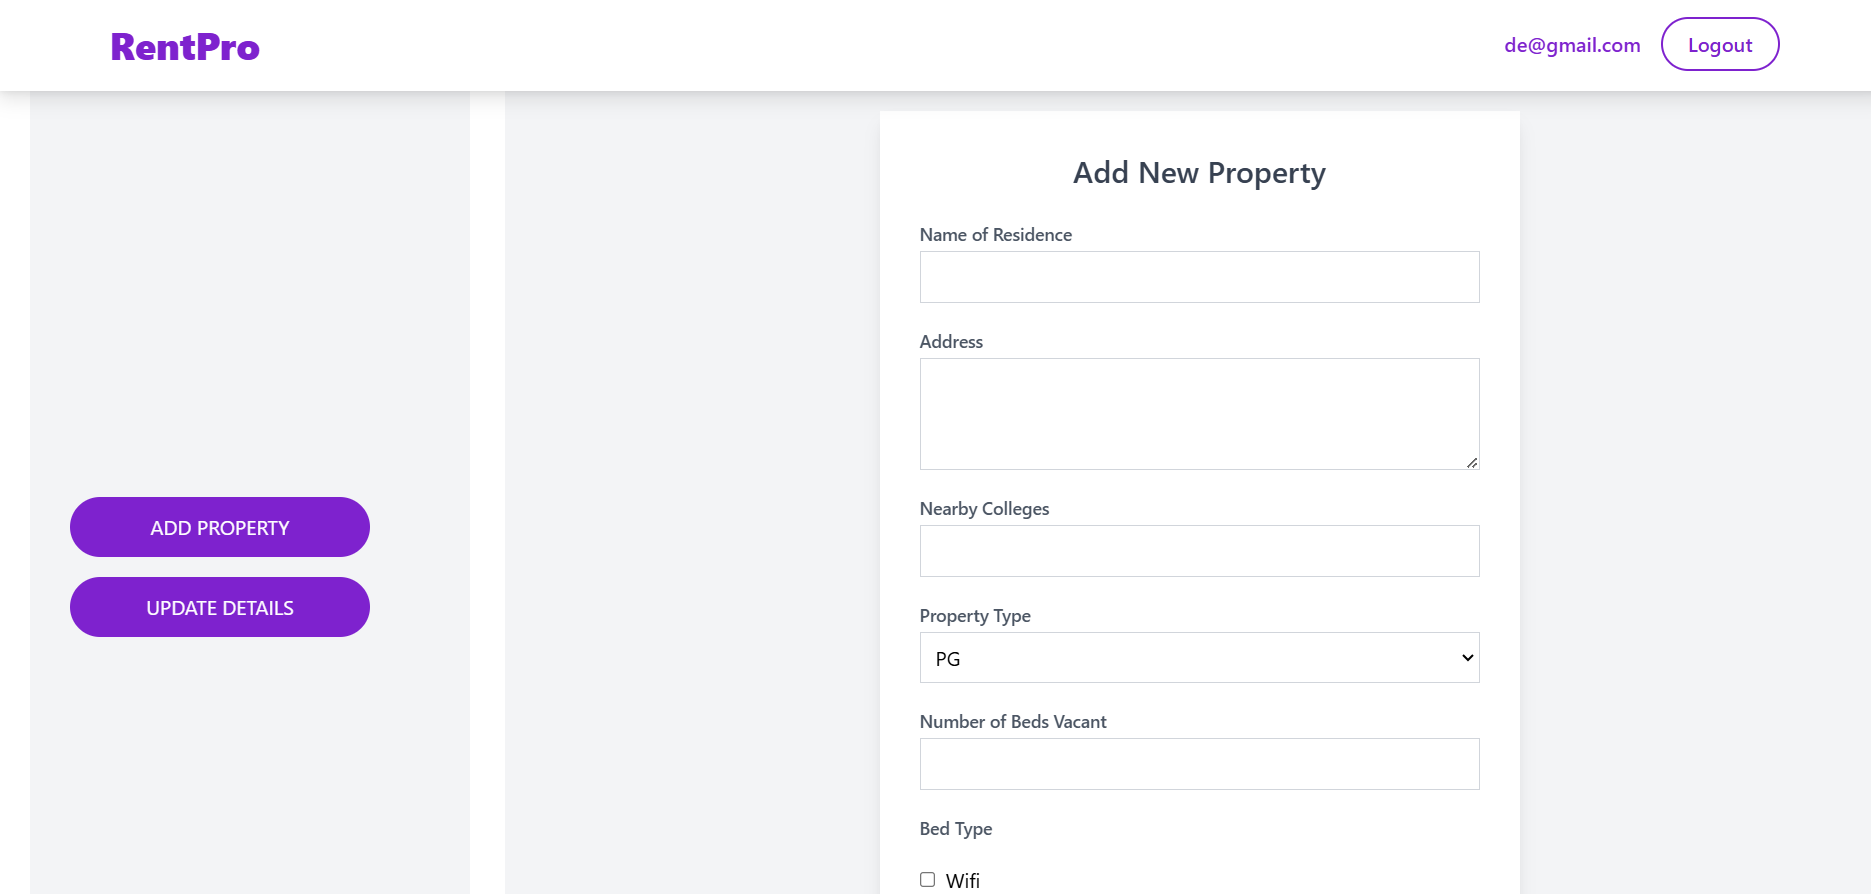 RentPro
de@gmail.com
Logout
ADD PROPERTY
UPDATE DETAILS
Add New Property
Name of Residence
Address
Nearby Colleges
Property Type
PG
Number of Beds Vacant
Bed Type
Wifi